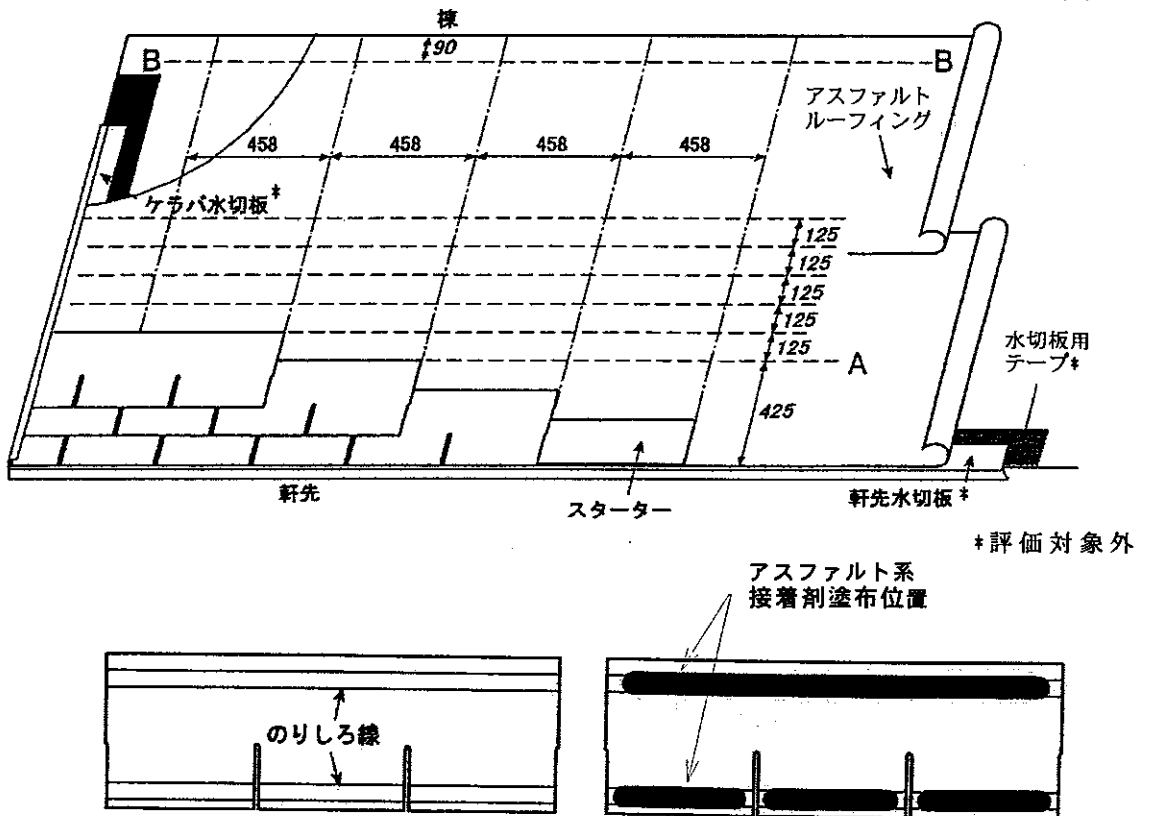 棟
90
B
B
アスファルト
ルーフィング
458
458
458
458
ケラバ水切板*
125
125
125
125
125
A
水切板用
テープ*
425
軒先
スターター
軒先水切板*
*評価対象外
アスファルト系
接着剤塗布位置
のりしろ線